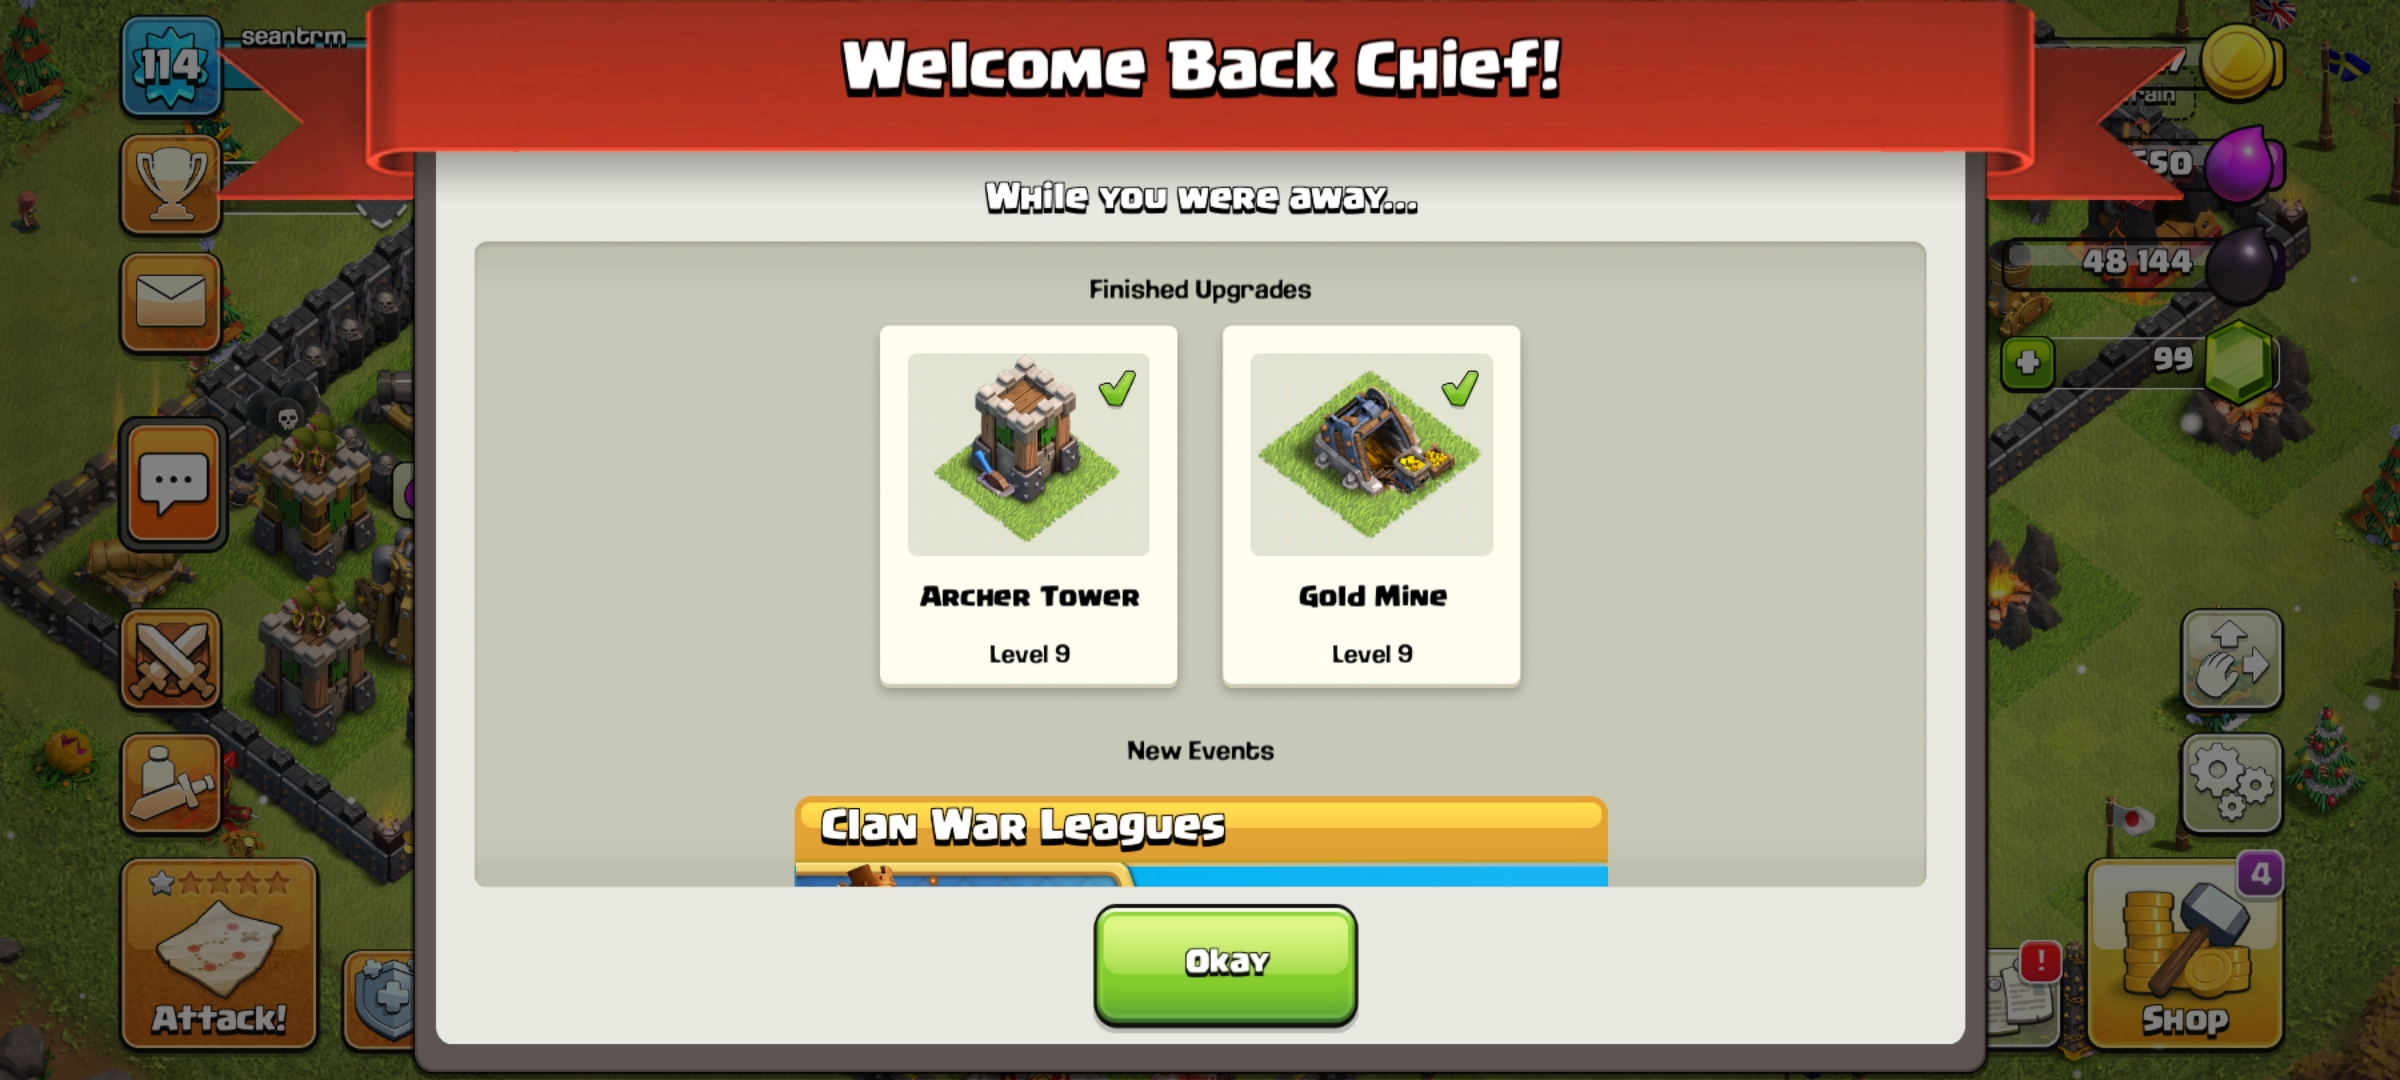 114
seantrm
Welcome Back Chief!
While you were away...
Finished Upgrades
Archer Tower
Level 9
Gold Mine
Level 9
New Events
Clan War Leagues
Okay
48 144
99
Attack!
4
!
Shop